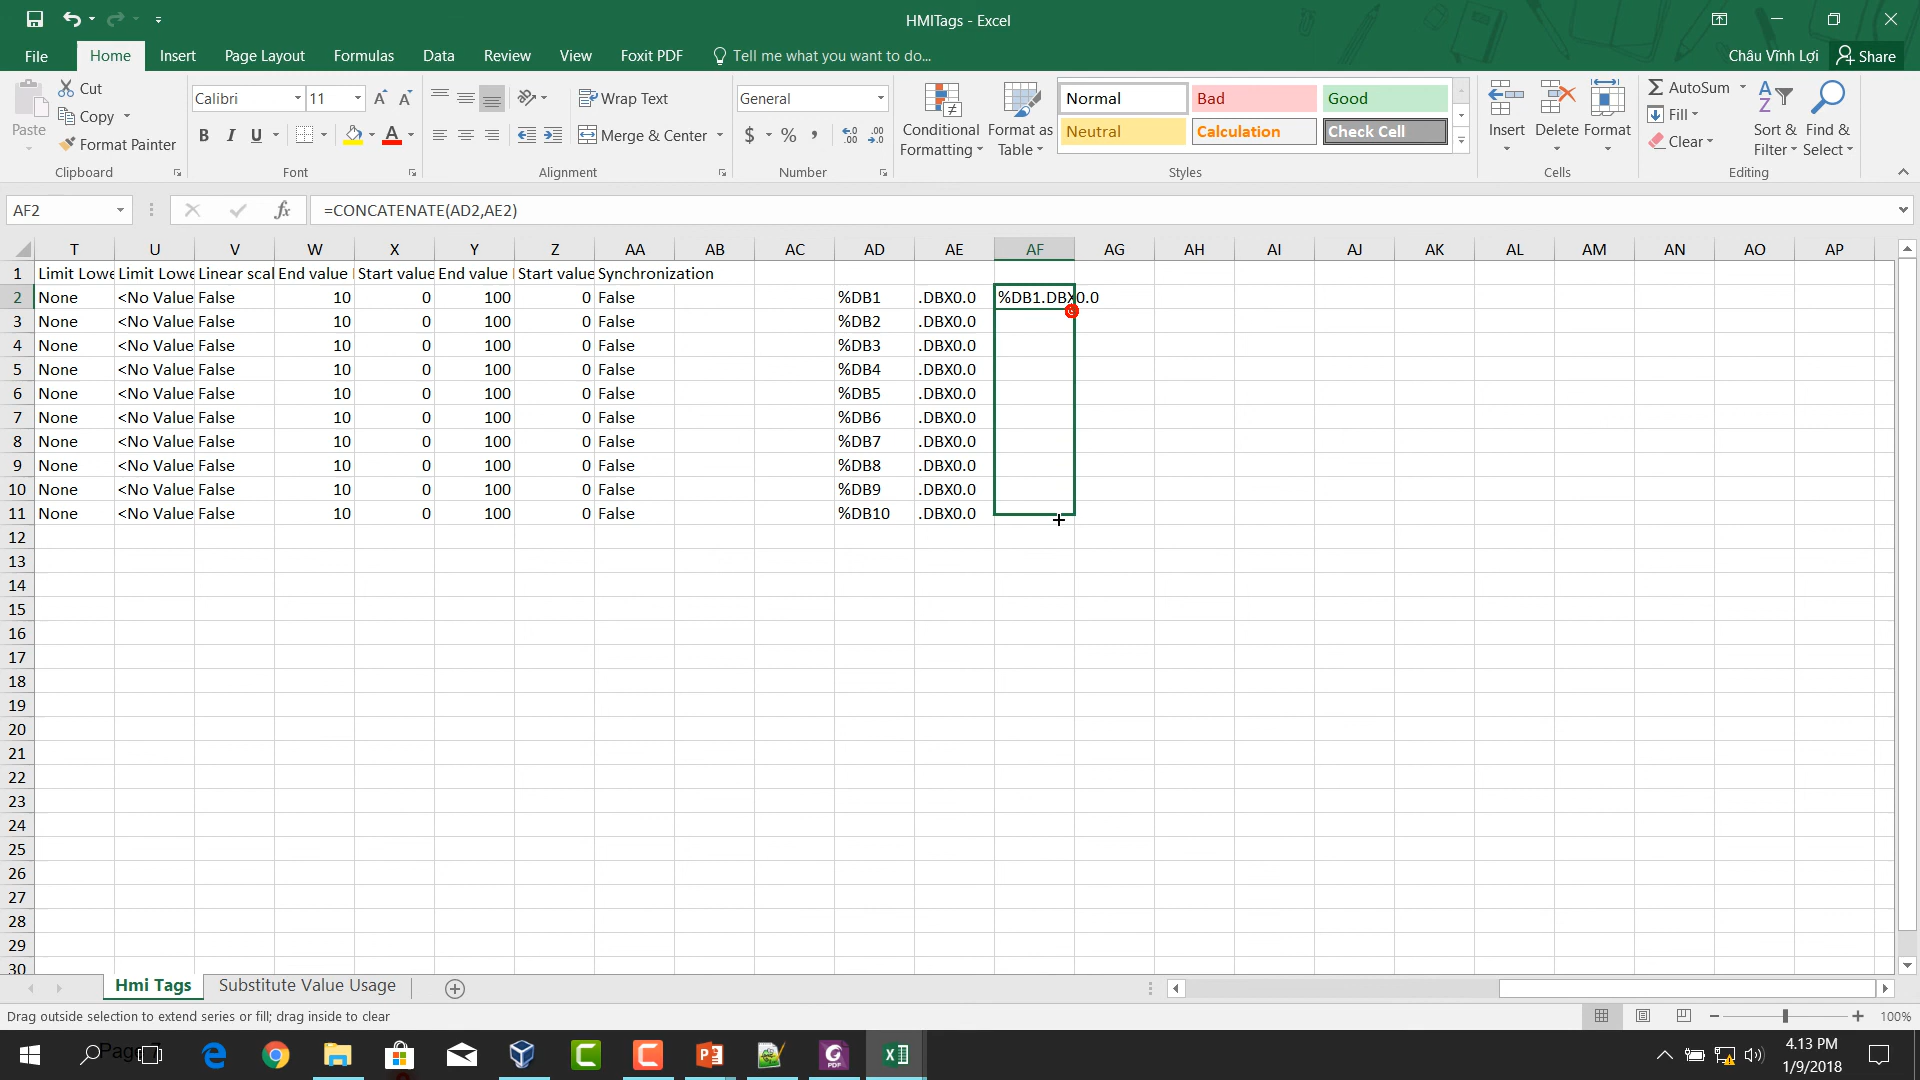 HMITags - Excel
File Home Insert Page Layout Formulas Data Review View Foxit PDF Tell me what you want to do... Châu Vĩnh Lợi Share
Paste Cut Copy Format Painter Clipboard
Calibri 11 B I U Font
Wrap Text Merge & Center Alignment
General $ % , Number
Conditional Formatting Format as Table
Normal Bad Good
Neutral Calculation Check Cell
Styles
Insert Delete Format Cells
AutoSum Fill Clear Sort & Filter Find & Select Editing
AF2 fx =CONCATENATE(AD2,AE2)
T U V W X Y Z AA AB AC AD AE AF AG AH AI AJ AK AL AM AN AO AP
1 Limit Lowe Limit Lowe Linear scal End value Start value End value Start value Synchronization
2 None <No Value False 10 0 100 0 False %DB1 .DBX0.0 %DB1.DBX0.0
3 None <No Value False 10 0 100 0 False %DB2 .DBX0.0
4 None <No Value False 10 0 100 0 False %DB3 .DBX0.0
5 None <No Value False 10 0 100 0 False %DB4 .DBX0.0
6 None <No Value False 10 0 100 0 False %DB5 .DBX0.0
7 None <No Value False 10 0 100 0 False %DB6 .DBX0.0
8 None <No Value False 10 0 100 0 False %DB7 .DBX0.0
9 None <No Value False 10 0 100 0 False %DB8 .DBX0.0
10 None <No Value False 10 0 100 0 False %DB9 .DBX0.0
11 None <No Value False 10 0 100 0 False %DB10 .DBX0.0
12
13
14
15
16
17
18
19
20
21
22
23
24
25
26
27
28
29
30
Hmi Tags Substitute Value Usage
Drag outside selection to extend series or fill; drag inside to clear 100%
Page
4.13 PM
1/9/2018